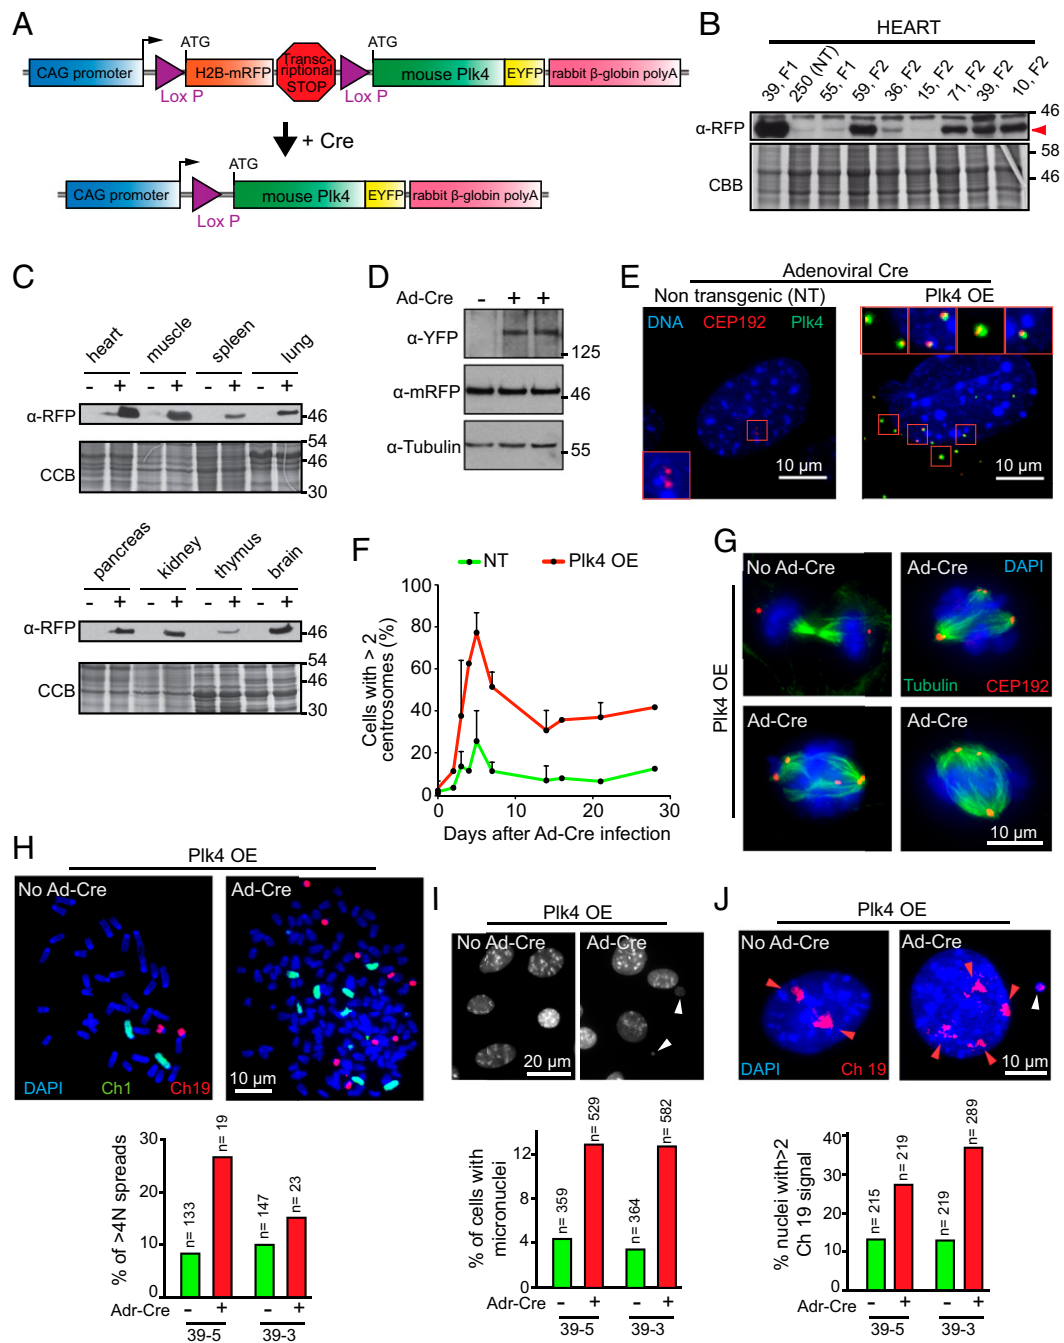 A
ATG
ATG
CAG promoter
H2B-mRFP
Transc-
riptional
STOP
mouse Plk4
EYFP
rabbit β-globin polyA
Lox P
Lox P
+ Cre
ATG
CAG promoter
mouse Plk4
EYFP
rabbit β-globin polyA
Lox P
B
HEART
39, F1
250 (NT)
55, F1
59, F2
36, F2
15, F2
71, F2
39, F2
10, F2
α-RFP
46
58
46
CBB
C
heart
muscle
spleen
lung
- + - + - + - +
α-RFP
46
54
46
CCB
30
pancreas
kidney
thymus
brain
- + - + - + - +
α-RFP
46
54
46
CCB
30
D
Ad-Cre - + +
α-YFP
125
α-mRFP
46
α-Tubulin
55
E
Adenoviral Cre
Non transgenic (NT)
Plk4 OE
DNA CEP192 Plk4
10 µm
10 µm
F
NT
Plk4 OE
Cells with > 2
centrosomes (%)
100
80
60
40
20
0
0 10 20 30
Days after Ad-Cre infection
G
Plk4 OE
No Ad-Cre
Ad-Cre
DAPI
Tubulin
CEP192
Ad-Cre
Ad-Cre
10 µm
H
Plk4 OE
No Ad-Cre
Ad-Cre
DAPI
Ch1
Ch19
10 µm
% of >4N spreads
30
20
10
0
n= 133
n= 19
n= 147
n= 23
Adr-Cre - + - +
39-5
39-3
I
Plk4 OE
No Ad-Cre
Ad-Cre
20 µm
% of cells with
micronuclei
12
8
4
0
n= 359
n= 529
n= 364
n= 582
Adr-Cre - + - +
39-5
39-3
J
Plk4 OE
No Ad-Cre
Ad-Cre
DAPI
Ch 19
10 µm
% nuclei with>2
Ch 19 signal
40
30
20
10
0
n= 215
n= 219
n= 219
n= 289
Adr-Cre - + - +
39-5
39-3